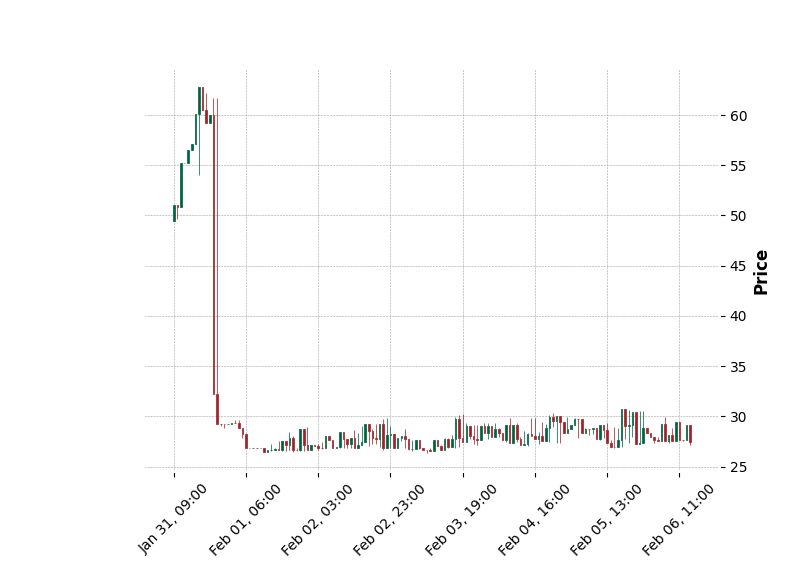 60
55
50
45
40
35
30
25
Price
Jan 31, 09:00
Feb 01, 06:00
Feb 02, 03:00
Feb 02, 23:00
Feb 03, 19:00
Feb 04, 16:00
Feb 05, 13:00
Feb 06, 11:00